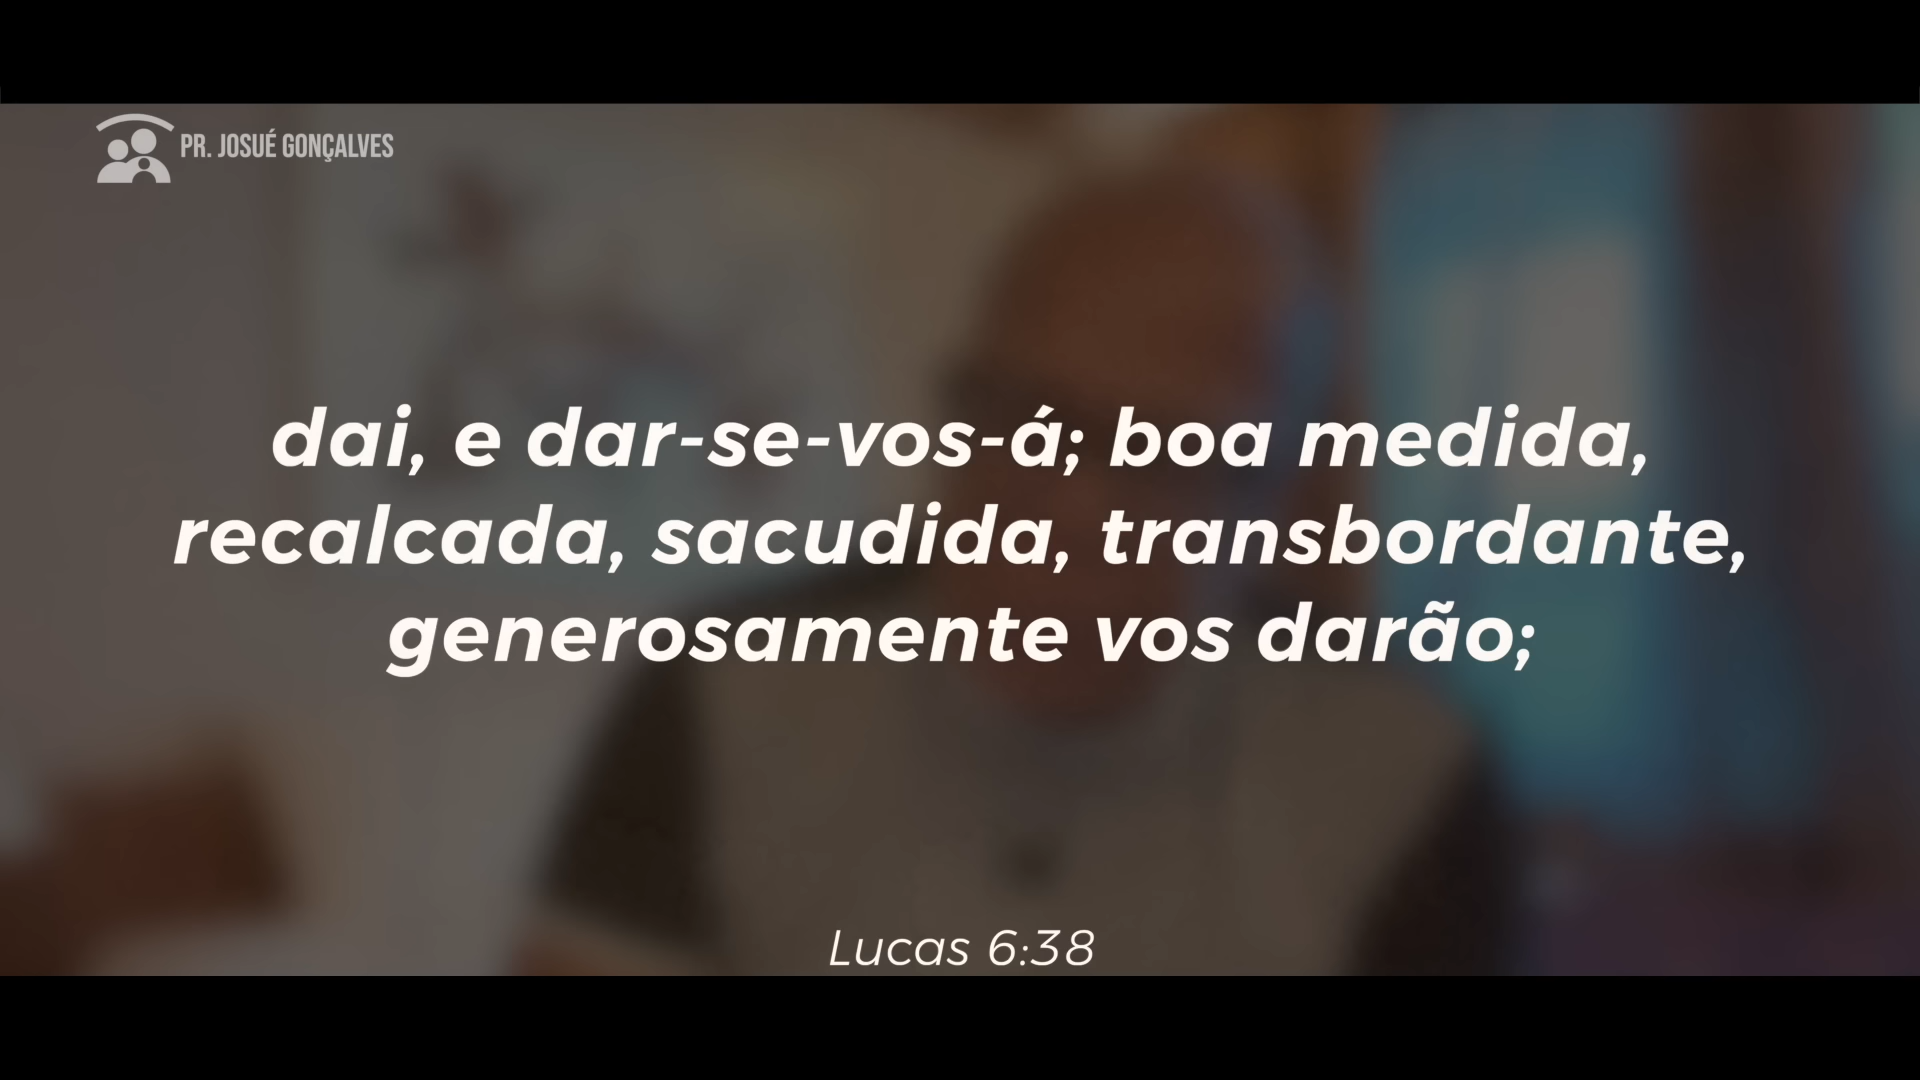 PR. JOSUÉ GONÇALVES
dai, e dar-se-vos-á; boa medida,
recalcada, sacudida, transbordante,
generosamente vos darão;
Lucas 6:38